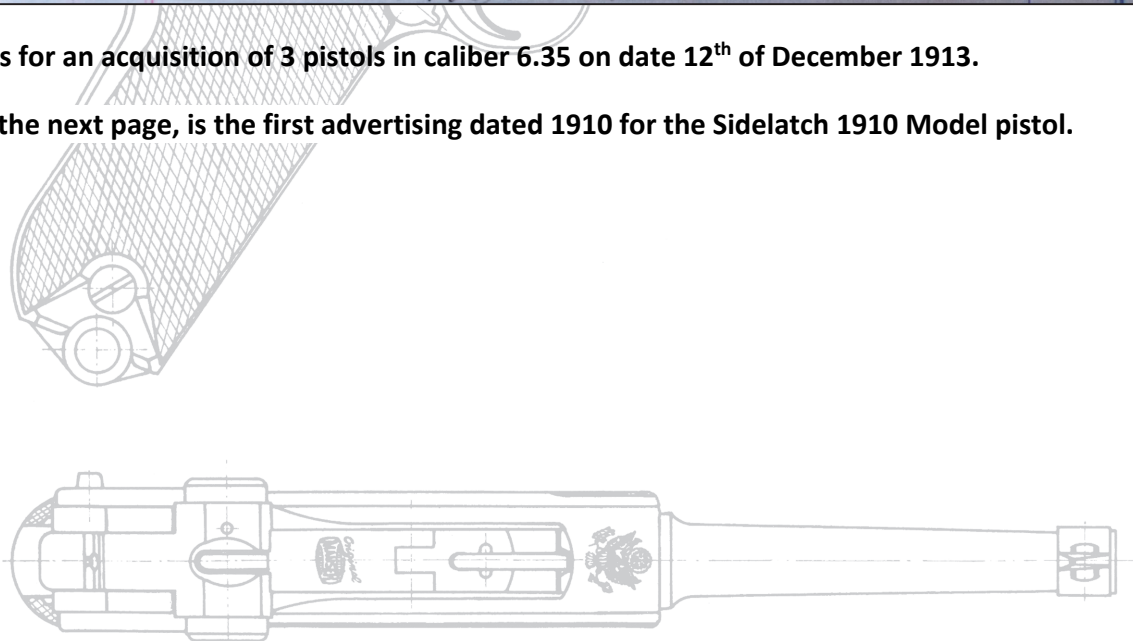 s for an acquisition of 3 pistols in caliber 6.35 on date 12th of December 1913.
the next page, is the first advertising dated 1910 for the Sidelatch 1910 Model pistol.